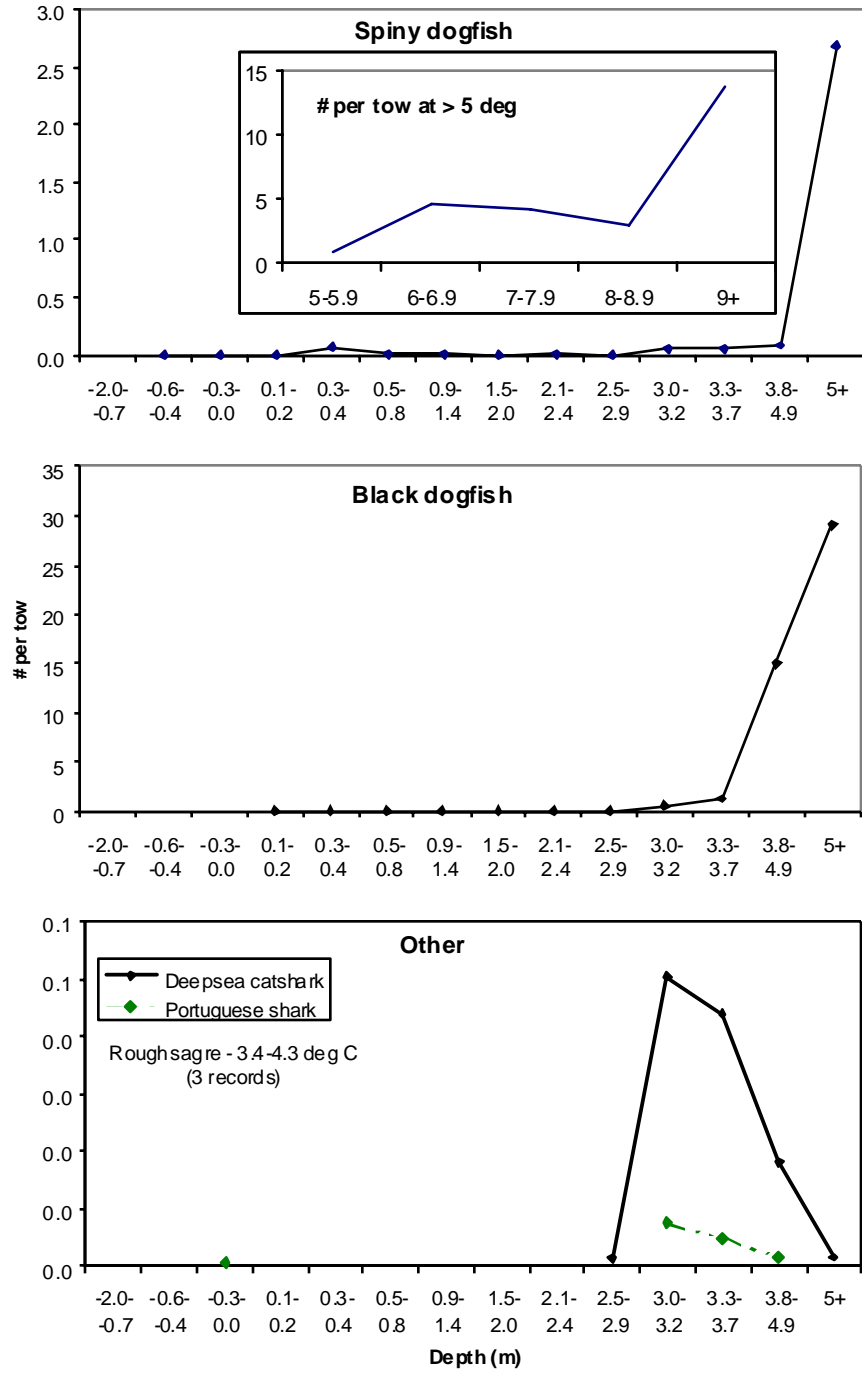 Spiny dogfish
3.0
2.5
2.0
1.5
1.0
0.5
0.0
# per tow at > 5 deg
15
10
5
0
5-5.9 6-6.9 7-7.9 8-8.9 9+
-2.0- -0.6- -0.3- 0.1- 0.3- 0.5- 0.9- 1.5- 2.1- 2.5- 3.0- 3.3- 3.8- 5+
-0.7 -0.4 0.0 0.2 0.4 0.8 1.4 2.0 2.4 2.9 3.2 3.7 4.9
Black dogfish
# per tow
35
30
25
20
15
10
5
0
-2.0- -0.6- -0.3- 0.1- 0.3- 0.5- 0.9- 1.5- 2.1- 2.5- 3.0- 3.3- 3.8- 5+
-0.7 -0.4 0.0 0.2 0.4 0.8 1.4 2.0 2.4 2.9 3.2 3.7 4.9
Other
0.1
0.1
0.0
0.0
0.0
0.0
0.0
Deepsea catshark
Portuguese shark
Rough sagre - 3.4-4.3 deg C
(3 records)
-2.0- -0.6- -0.3- 0.1- 0.3- 0.5- 0.9- 1.5- 2.1- 2.5- 3.0- 3.3- 3.8- 5+
-0.7 -0.4 0.0 0.2 0.4 0.8 1.4 2.0 2.4 2.9 3.2 3.7 4.9
Depth (m)